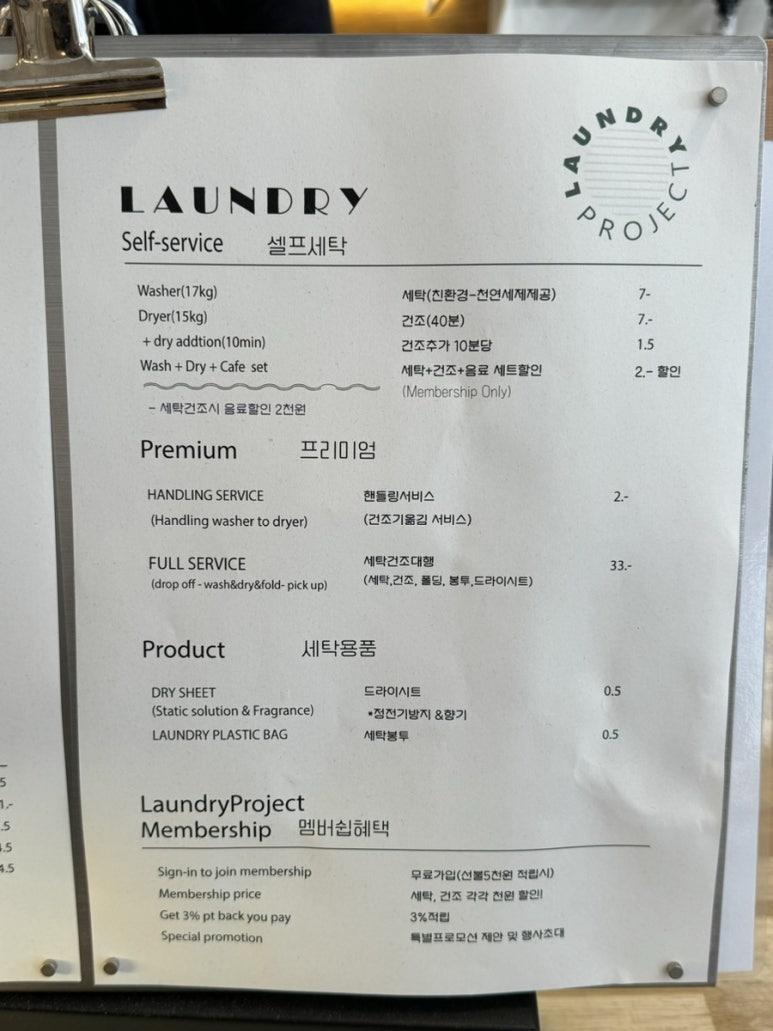 LAUNDRY PROJECT
LAUNDRY
Self-service 셀프세탁
Washer(17kg) 세탁(친환경-천연세제제공) 7-
Dryer(15kg) 건조(40분) 7.-
+ dry addtion(10min) 건조추가 10분당 1.5
Wash + Dry + Cafe set 세탁+건조+음료 세트할인 2.- 할인
(Membership Only)
- 세탁건조시 음료할인 2천원
Premium 프리미엄
HANDLING SERVICE 핸들링서비스 2.-
(Handling washer to dryer) (건조기옮김 서비스)
FULL SERVICE 세탁건조대행 33.-
(drop off - wash&dry&fold- pick up) (세탁,건조, 폴딩, 봉투,드라이시트)
Product 세탁용품
DRY SHEET 드라이시트 0.5
(Static solution & Fragrance) *정전기방지 &향기
LAUNDRY PLASTIC BAG 세탁봉투 0.5
LaundryProject
Membership 멤버쉽혜택
Sign-in to join membership 무료가입(선불5천원 적립시)
Membership price 세탁, 건조 각각 천원 할인!
Get 3% pt back you pay 3%적립
Special promotion 특별프로모션 제안 및 행사초대
5
1.-
.5
4.5